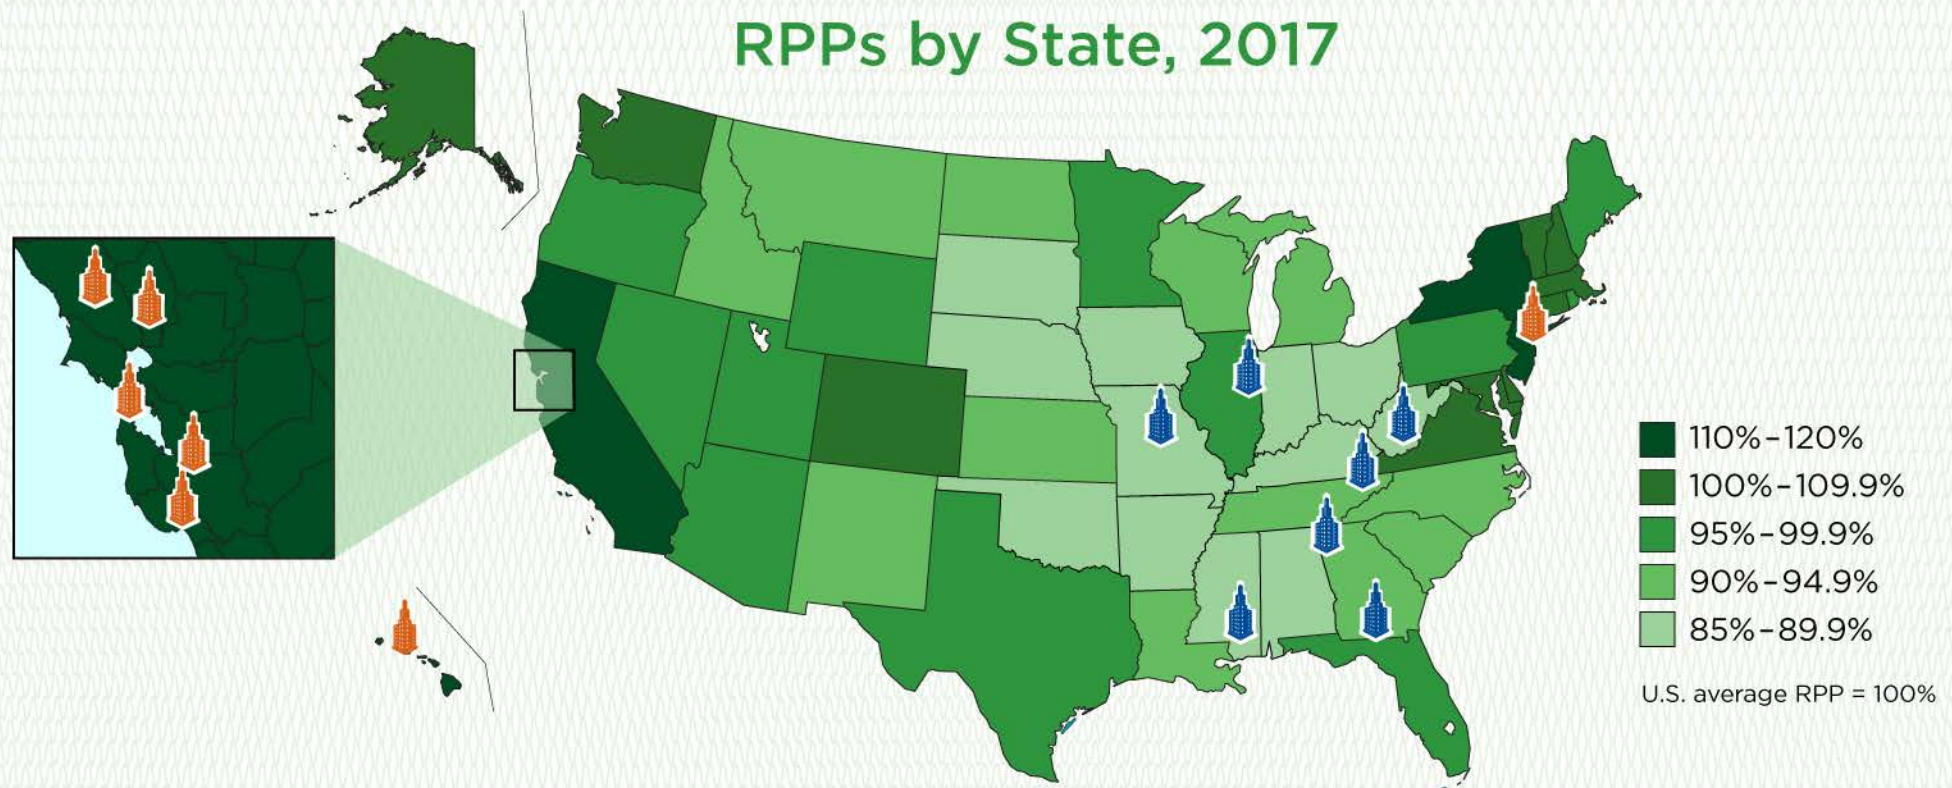 RPPs by State, 2017
110%-120%
100%-109.9%
95%-99.9%
90%-94.9%
85%-89.9%
U.S. average RPP = 100%